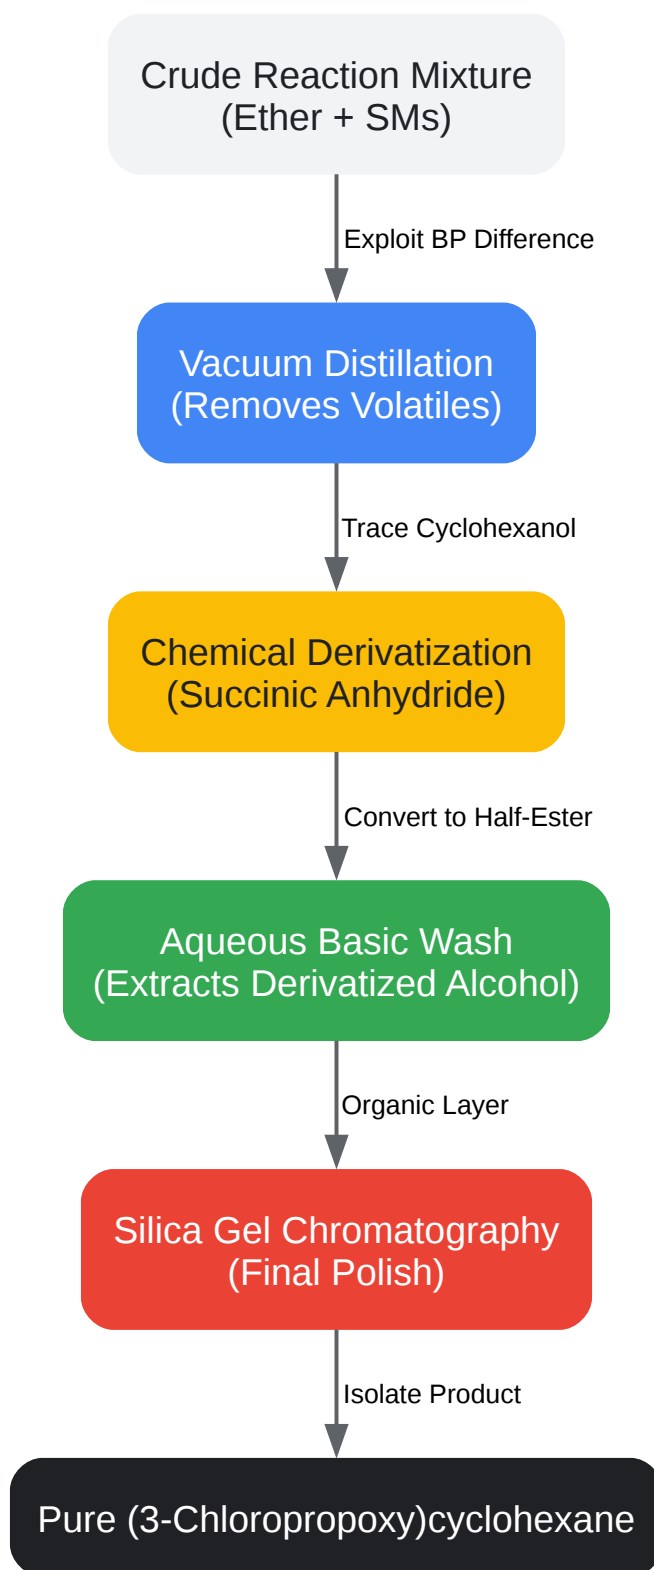 Crude Reaction Mixture
(Ether + SMs)
Exploit BP Difference
Vacuum Distillation
(Removes Volatiles)
Trace Cyclohexanol
Chemical Derivatization
(Succinic Anhydride)
Convert to Half-Ester
Aqueous Basic Wash
(Extracts Derivatized Alcohol)
Organic Layer
Silica Gel Chromatography
(Final Polish)
Isolate Product
Pure (3-Chloropropoxy)cyclohexane